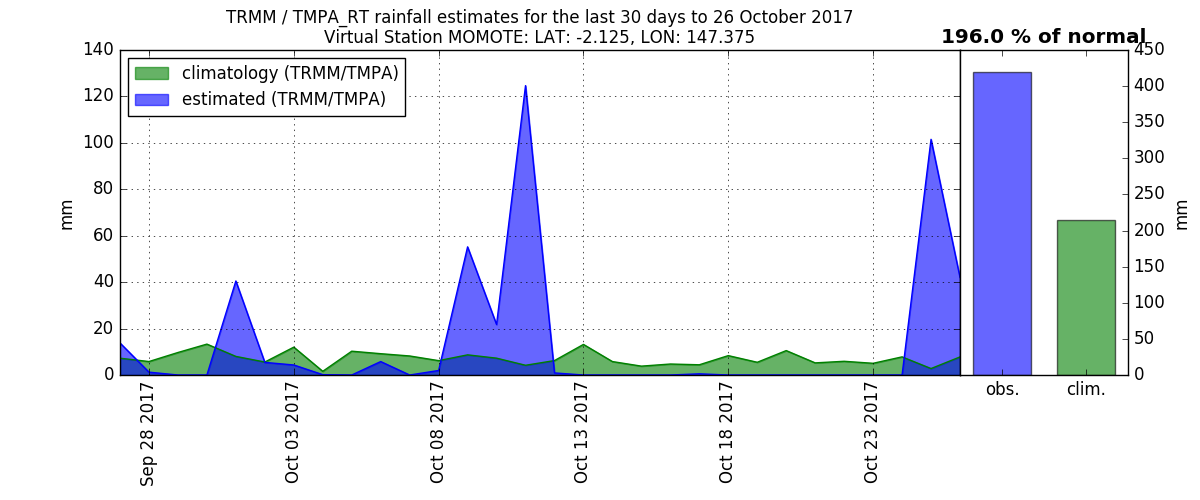 TRMM / TMPA_RT rainfall estimates for the last 30 days to 26 October 2017
Virtual Station MOMOTE: LAT: -2.125, LON: 147.375
196.0 % of normal
climatology (TRMM/TMPA)
estimated (TRMM/TMPA)
mm
140
120
100
80
60
40
20
0
Sep 28 2017
Oct 03 2017
Oct 08 2017
Oct 13 2017
Oct 18 2017
Oct 23 2017
obs.
clim.
450
400
350
300
250
200
150
100
50
0
mm